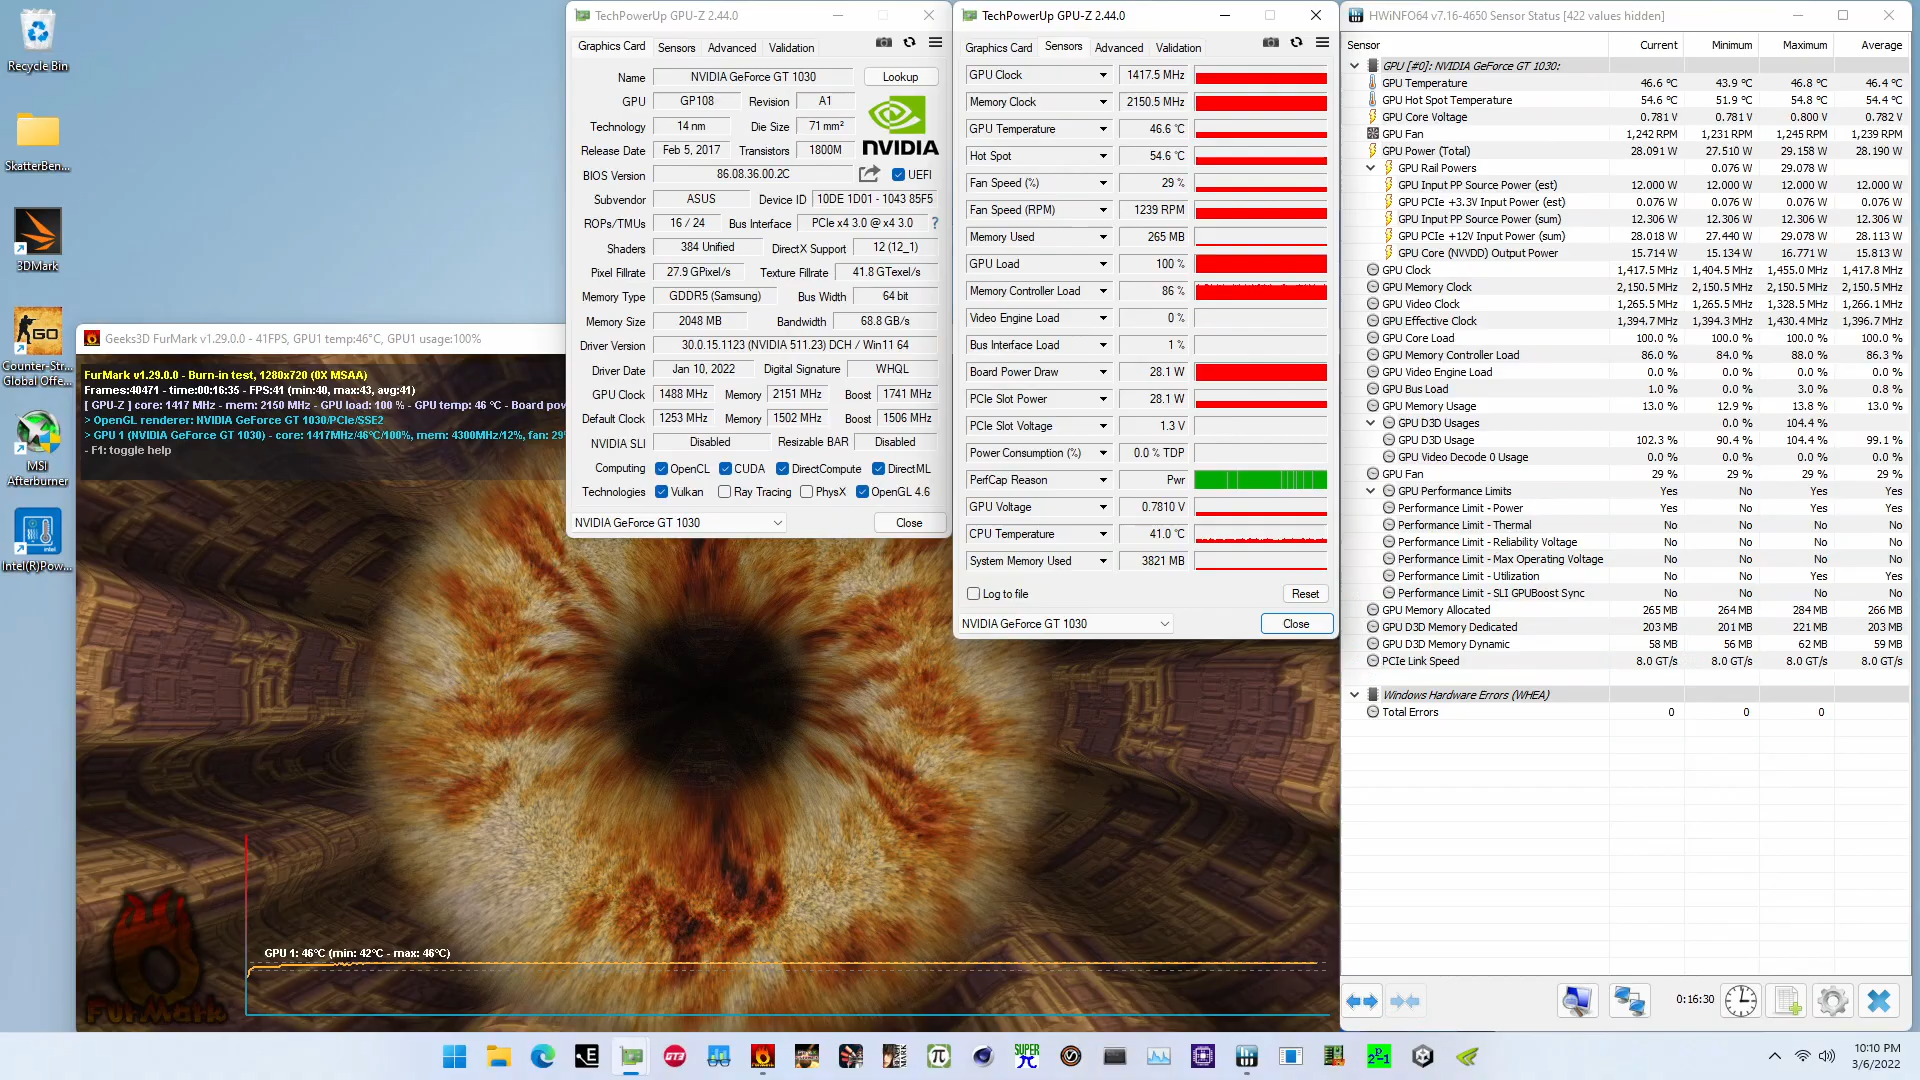 Recycle Bin
SkatterBen...
3DMark
Counter-Str...
Global Offe...
MSI
Afterburner
Intel(R)Pow...
Geeks3D FurMark v1.29.0.0 - 41FPS, GPU1 temp:46°C, GPU1 usage:100%
FurMark v1.29.0.0 - Burn-in test, 1280x720 (0X MSAA)
Frames:40471 - time:00:16:35 - FPS:41 (min:40, max:43, avg:41)
[ GPU-Z ] core: 1417 MHz - mem: 2150 MHz - GPU load: 100 % - GPU temp: 46 °C - Board pow
> OpenGL renderer: NVIDIA GeForce GT 1030/PCIe/SSE2
> GPU 1 (NVIDIA GeForce GT 1030) - core: 1417MHz/46°C/100%, mem: 4300MHz/12%, fan: 29%
- F1: toggle help
GPU 1: 46°C (min: 42°C - max: 46°C)
FurMark
TechPowerUp GPU-Z 2.44.0
Graphics Card Sensors Advanced Validation
Name NVIDIA GeForce GT 1030 Lookup
GPU GP108 Revision A1
Technology 14 nm Die Size 71 mm²
Release Date Feb 5, 2017 Transistors 1800M
NVIDIA
BIOS Version 86.08.36.00.2C UEFI
Subvendor ASUS Device ID 10DE 1D01 - 1043 85F5
ROPs/TMUs 16 / 24 Bus Interface PCIe x4 3.0 @ x4 3.0 ?
Shaders 384 Unified DirectX Support 12 (12_1)
Pixel Fillrate 27.9 GPixel/s Texture Fillrate 41.8 GTexel/s
Memory Type GDDR5 (Samsung) Bus Width 64 bit
Memory Size 2048 MB Bandwidth 68.8 GB/s
Driver Version 30.0.15.1123 (NVIDIA 511.23) DCH / Win11 64
Driver Date Jan 10, 2022 Digital Signature WHQL
GPU Clock 1488 MHz Memory 2151 MHz Boost 1741 MHz
Default Clock 1253 MHz Memory 1502 MHz Boost 1506 MHz
NVIDIA SLI Disabled Resizable BAR Disabled
Computing OpenCL CUDA DirectCompute DirectML
Technologies Vulkan Ray Tracing PhysX OpenGL 4.6
NVIDIA GeForce GT 1030 Close
TechPowerUp GPU-Z 2.44.0
Graphics Card Sensors Advanced Validation
GPU Clock 1417.5 MHz
Memory Clock 2150.5 MHz
GPU Temperature 46.6 °C
Hot Spot 54.6 °C
Fan Speed (%) 29 %
Fan Speed (RPM) 1239 RPM
Memory Used 265 MB
GPU Load 100 %
Memory Controller Load 86 %
Video Engine Load 0 %
Bus Interface Load 1 %
Board Power Draw 28.1 W
PCIe Slot Power 28.1 W
PCIe Slot Voltage 1.3 V
Power Consumption (%) 0.0 % TDP
PerfCap Reason Pwr
GPU Voltage 0.7810 V
CPU Temperature 41.0 °C
System Memory Used 3821 MB
Log to file Reset
NVIDIA GeForce GT 1030 Close
HWiNFO64 v7.16-4650 Sensor Status [422 values hidden]
Sensor Current Minimum Maximum Average
GPU [#0]: NVIDIA GeForce GT 1030:
GPU Temperature 46.6 °C 43.9 °C 46.8 °C 46.4 °C
GPU Hot Spot Temperature 54.6 °C 51.9 °C 54.8 °C 54.4 °C
GPU Core Voltage 0.781 V 0.781 V 0.800 V 0.782 V
GPU Fan 1,242 RPM 1,231 RPM 1,245 RPM 1,239 RPM
GPU Power (Total) 28.091 W 27.510 W 29.158 W 28.190 W
GPU Rail Powers 0.076 W 29.078 W
GPU Input PP Source Power (est) 12.000 W 12.000 W 12.000 W 12.000 W
GPU PCIe +3.3V Input Power (est) 0.076 W 0.076 W 0.076 W 0.076 W
GPU Input PP Source Power (sum) 12.306 W 12.306 W 12.306 W 12.306 W
GPU PCIe +12V Input Power (sum) 28.018 W 27.440 W 29.078 W 28.113 W
GPU Core (NVVDD) Output Power 15.714 W 15.134 W 16.771 W 15.813 W
GPU Clock 1,417.5 MHz 1,404.5 MHz 1,455.0 MHz 1,417.8 MHz
GPU Memory Clock 2,150.5 MHz 2,150.5 MHz 2,150.5 MHz 2,150.5 MHz
GPU Video Clock 1,265.5 MHz 1,265.5 MHz 1,328.5 MHz 1,266.1 MHz
GPU Effective Clock 1,394.7 MHz 1,394.3 MHz 1,430.4 MHz 1,396.7 MHz
GPU Core Load 100.0 % 100.0 % 100.0 % 100.0 %
GPU Memory Controller Load 86.0 % 84.0 % 88.0 % 86.3 %
GPU Video Engine Load 0.0 % 0.0 % 0.0 % 0.0 %
GPU Bus Load 1.0 % 0.0 % 3.0 % 0.8 %
GPU Memory Usage 13.0 % 12.9 % 13.8 % 13.0 %
GPU D3D Usages 0.0 % 104.4 %
GPU D3D Usage 102.3 % 90.4 % 104.4 % 99.1 %
GPU Video Decode 0 Usage 0.0 % 0.0 % 0.0 % 0.0 %
GPU Fan 29 % 29 % 29 % 29 %
GPU Performance Limits Yes No Yes Yes
Performance Limit - Power Yes No Yes Yes
Performance Limit - Thermal No No No No
Performance Limit - Reliability Voltage No No No No
Performance Limit - Max Operating Voltage No No No No
Performance Limit - Utilization No No Yes Yes
Performance Limit - SLI GPUBoost Sync No No No No
GPU Memory Allocated 265 MB 264 MB 284 MB 266 MB
GPU D3D Memory Dedicated 203 MB 201 MB 221 MB 203 MB
GPU D3D Memory Dynamic 58 MB 56 MB 62 MB 59 MB
PCIe Link Speed 8.0 GT/s 8.0 GT/s 8.0 GT/s 8.0 GT/s
Windows Hardware Errors (WHEA)
Total Errors 0 0 0
0:16:30
10:10 PM
3/6/2022